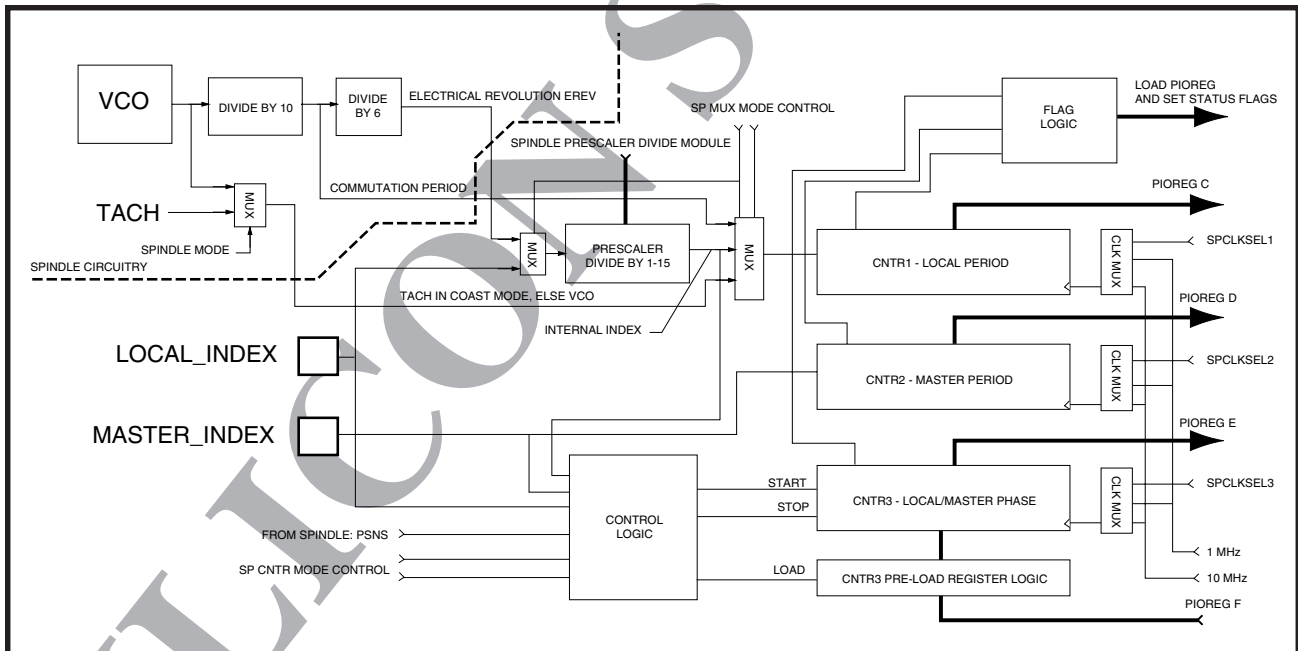 VCO
DIVIDE BY 10
DIVIDE
BY 6
ELECTRICAL REVOLUTION EREV
SP MUX MODE CONTROL
FLAG
LOGIC
LOAD PIOREG
AND SET STATUS FLAGS
SPINDLE PRESCALER DIVIDE MODULE
COMMUTATION PERIOD
PIOREG C
TACH
MUX
SPINDLE MODE
SPINDLE CIRCUITRY
MUX
PRESCALER
DIVIDE BY 1-15
MUX
CNTR1 - LOCAL PERIOD
CLK MUX
SPCLKSEL1
TACH IN COAST MODE, ELSE VCO
INTERNAL INDEX
PIOREG D
LOCAL_INDEX
CNTR2 - MASTER PERIOD
CLK MUX
SPCLKSEL2
MASTER_INDEX
PIOREG E
CONTROL
LOGIC
START
STOP
CNTR3 - LOCAL/MASTER PHASE
CLK MUX
SPCLKSEL3
FROM SPINDLE: PSNS
SP CNTR MODE CONTROL
LOAD
CNTR3 PRE-LOAD REGISTER LOGIC
1 MHz
10 MHz
PIOREG F
LICON S